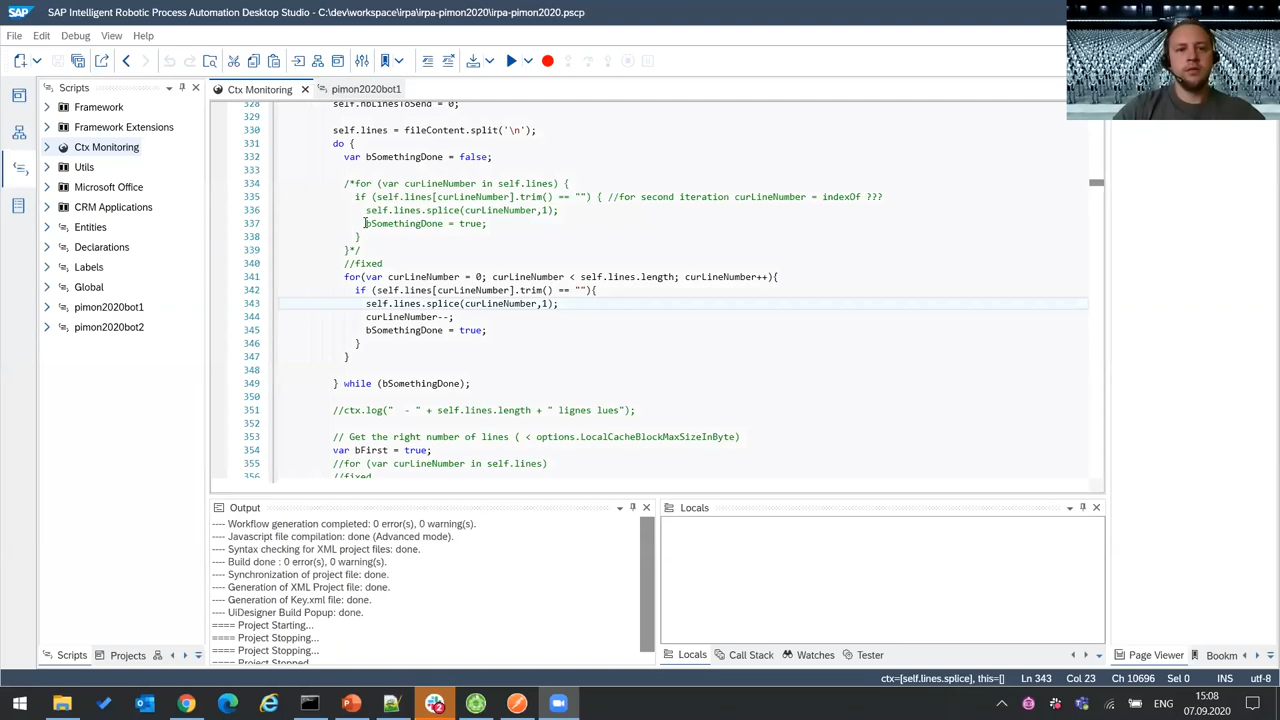 SAP SAP Intelligent Robotic Process Automation Desktop Studio - C:\dev\workspace\irpa\irpa-pimon2020\irpa-pimon2020.pscp
File Edit Debug View Help
Scripts
Framework
Framework Extensions
Ctx Monitoring
Utils
Microsoft Office
CRM Applications
Entities
Declarations
Labels
Global
pimon2020bot1
pimon2020bot2
Ctx Monitoring pimon2020bot1
328 self.nbLinesToSend = 0;
329
330 self.lines = fileContent.split('\n');
331 do {
332 var bSomethingDone = false;
333
334 /*for (var curLineNumber in self.lines) {
335 if (self.lines[curLineNumber].trim() == "") { //for second iteration curLineNumber = indexOf ???
336 self.lines.splice(curLineNumber,1);
337 bSomethingDone = true;
338 }
339 }*/
340 //fixed
341 for(var curLineNumber = 0; curLineNumber < self.lines.length; curLineNumber++){
342 if (self.lines[curLineNumber].trim() == ""){
343 self.lines.splice(curLineNumber,1);
344 curLineNumber--;
345 bSomethingDone = true;
346 }
347 }
348
349 } while (bSomethingDone);
350
351 //ctx.log("  - " + self.lines.length + " lignes lues");
352
353 // Get the right number of lines ( < options.LocalCacheBlockMaxSizeInByte)
354 var bFirst = true;
355 //for (var curLineNumber in self.lines)
356 //fixed
Output
---- Workflow generation completed: 0 error(s), 0 warning(s).
---- Javascript file compilation: done (Advanced mode).
---- Syntax checking for XML project files: done.
---- Build done : 0 error(s), 0 warning(s).
---- Synchronization of project file: done.
---- Generation of XML Project file: done.
---- Generation of Key.xml file: done.
---- UiDesigner Build Popup: done.
==== Project Starting...
==== Project Stopping...
==== Project Stopping...
==== Project Stopped
Locals
Scripts Projects
Locals Call Stack Watches Tester
Page Viewer Bookm
ctx=[self.lines.splice], this=[] Ln 343 Col 23 Ch 10696 Sel 0 INS utf-8
ENG 15:08
07.09.2020